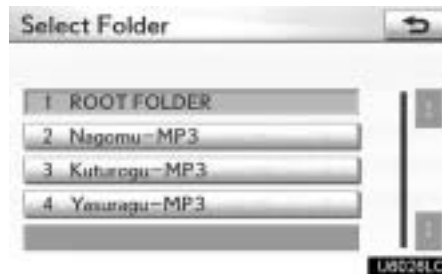 Select Folder
1 ROOT FOLDER
2 Nagomu-MP3
3 Kuturogu-MP3
4 Yasuragu-MP3
U6026LC